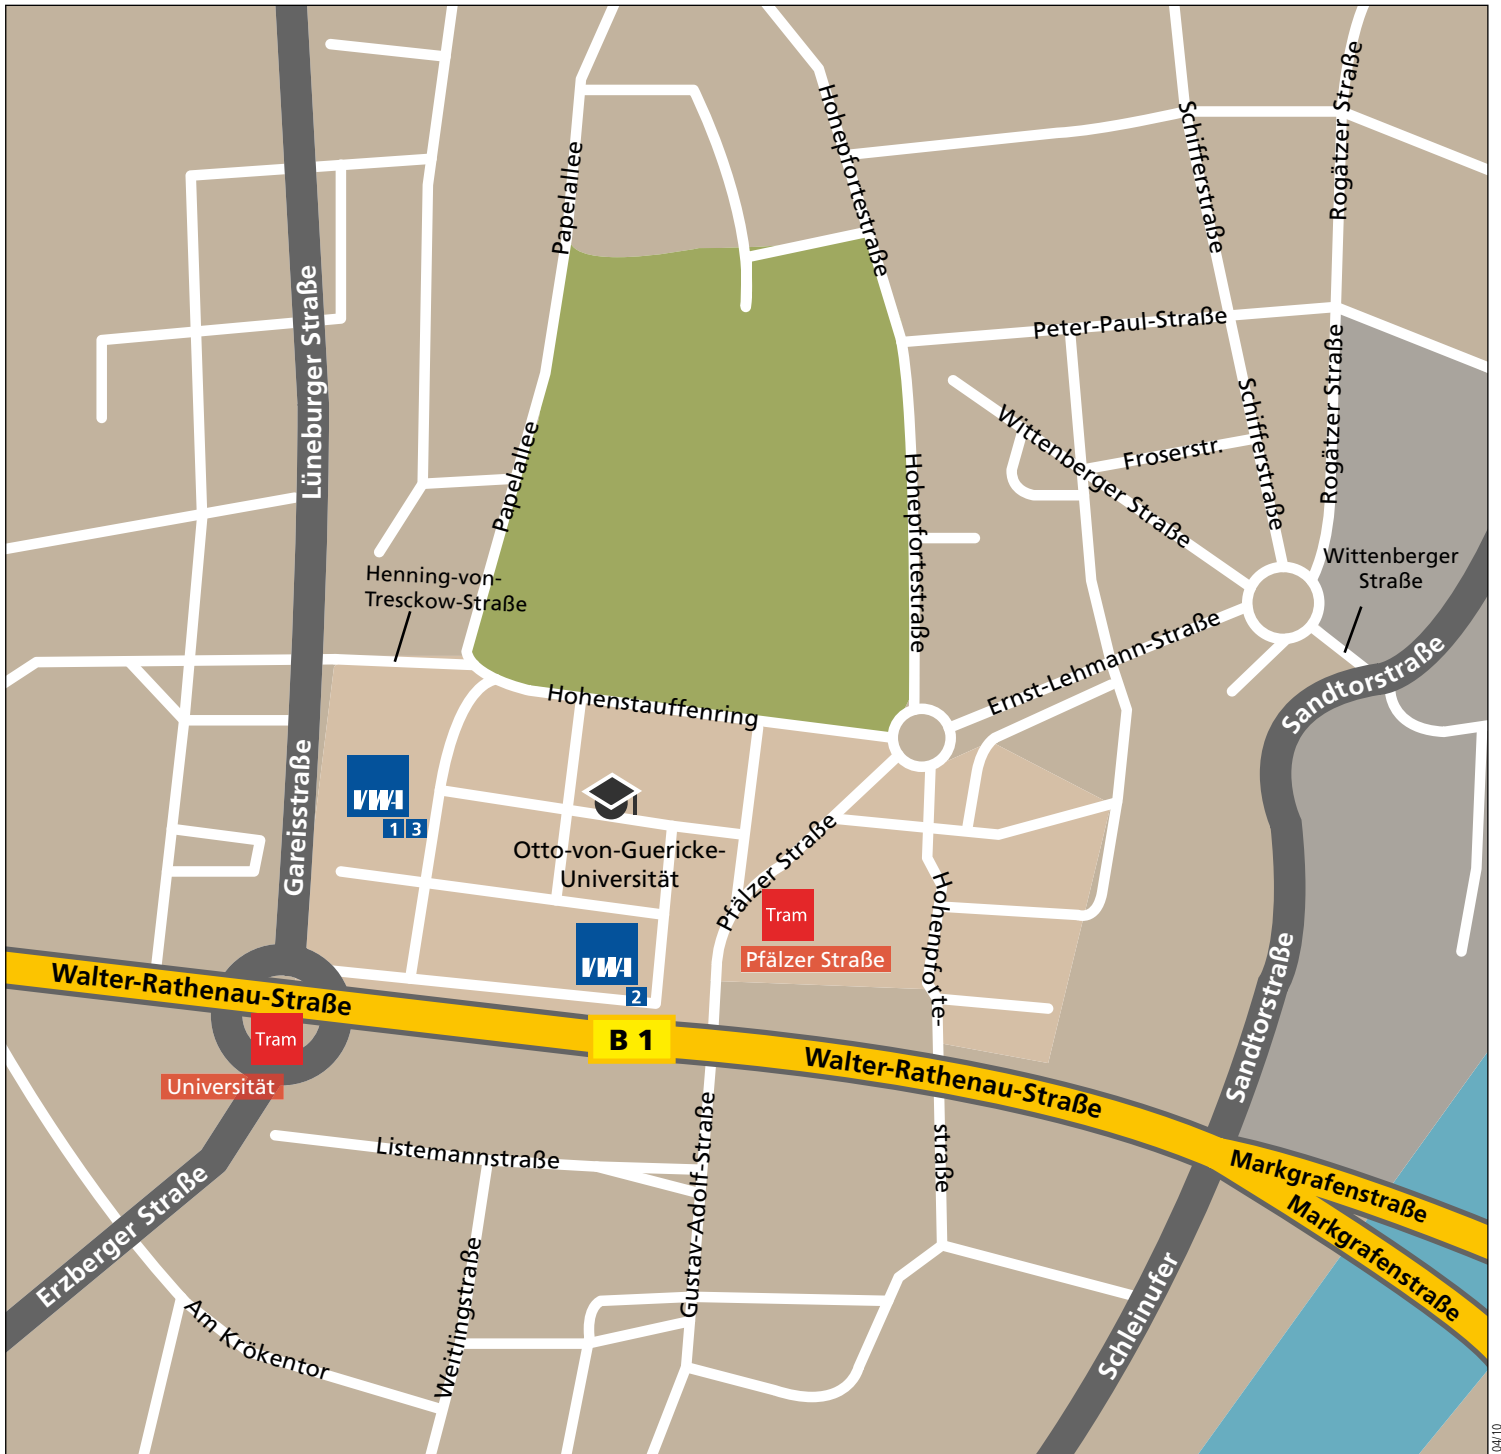 Rogätzer Straße
Hohepfortestraße
Schifferstraße
Papelallee
Lüneburger Straße
Peter-Paul-Straße
Rogätzer Straße
Schifferstraße
Wittenberger Straße
Froserstr.
Papelallee
Hohepfortestraße
Wittenberger
Straße
Henning-von-
Tresckow-Straße
Ernst-Lehmann-Straße
Sandtorstraße
Hohenstauffenring
Gareisstraße
VWA
1 3
Otto-von-Guericke-
Universität
Pfälzer Straße
Tram
Pfälzer Straße
Hohenpforte-
straße
VWA
2
Walter-Rathenau-Straße
Tram
Universität
B 1
Walter-Rathenau-Straße
Sandtorstraße
Markgrafenstraße
Markgrafenstraße
Listemannstraße
Gustav-Adolf-Straße
Erzberger Straße
Weitlingstraße
Am Krökentor
Schleinufer
04/10